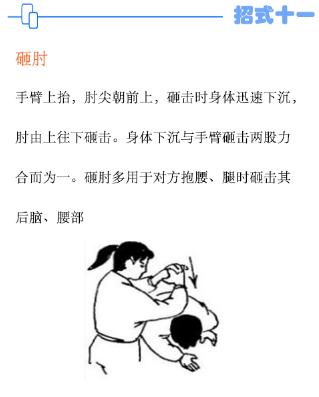 招式十一
砸肘
手臂上抬，肘尖朝前上，砸击时身体迅速下沉，
肘由上往下砸击。身体下沉与手臂砸击两股力
合而为一。砸肘多用于对方抱腰、腿时砸击其
后脑、腰部